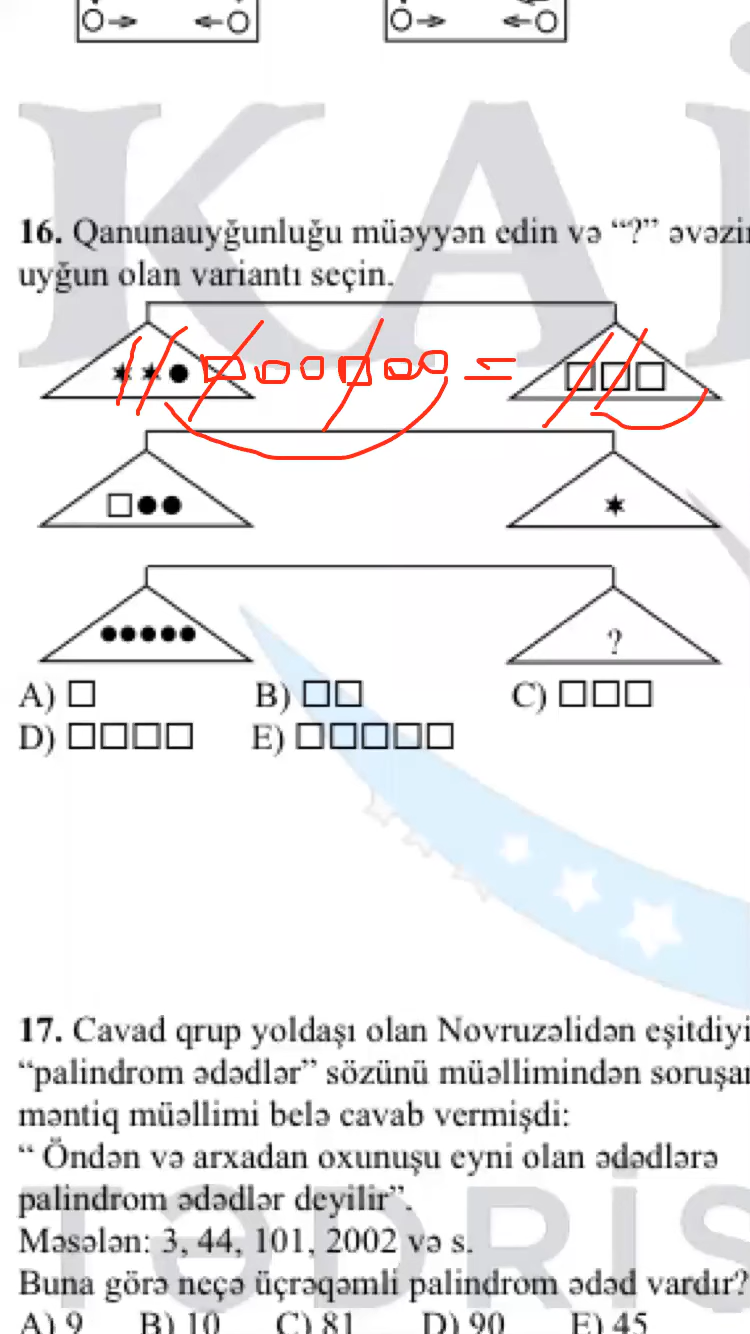 KAİ
16. Qanunauyğunluğu müəyyən edin və “?”
uyğun olan variantı seçin.
=
?
A) □ B) □□ C) □□□
D) □□□□ E) □□□□□
17. Cavad qrup yoldaşı olan Novruzəlidən eşitdiyi
“palindrom ədədlər” sözünü müəllimindən
məntiq müəllimi belə cavab vermişdi:
“ Öndən və arxadan oxunuşu eyni olan ədədlərə
palindrom ədədlər deyilir”.
TƏDRİS
Məsələn: 3, 44, 101, 2002 və s.
Buna görə neçə üçrəqəmli palindrom ədəd vardır?
A) 9 B) 10 C) 81 D) 90 E) 45